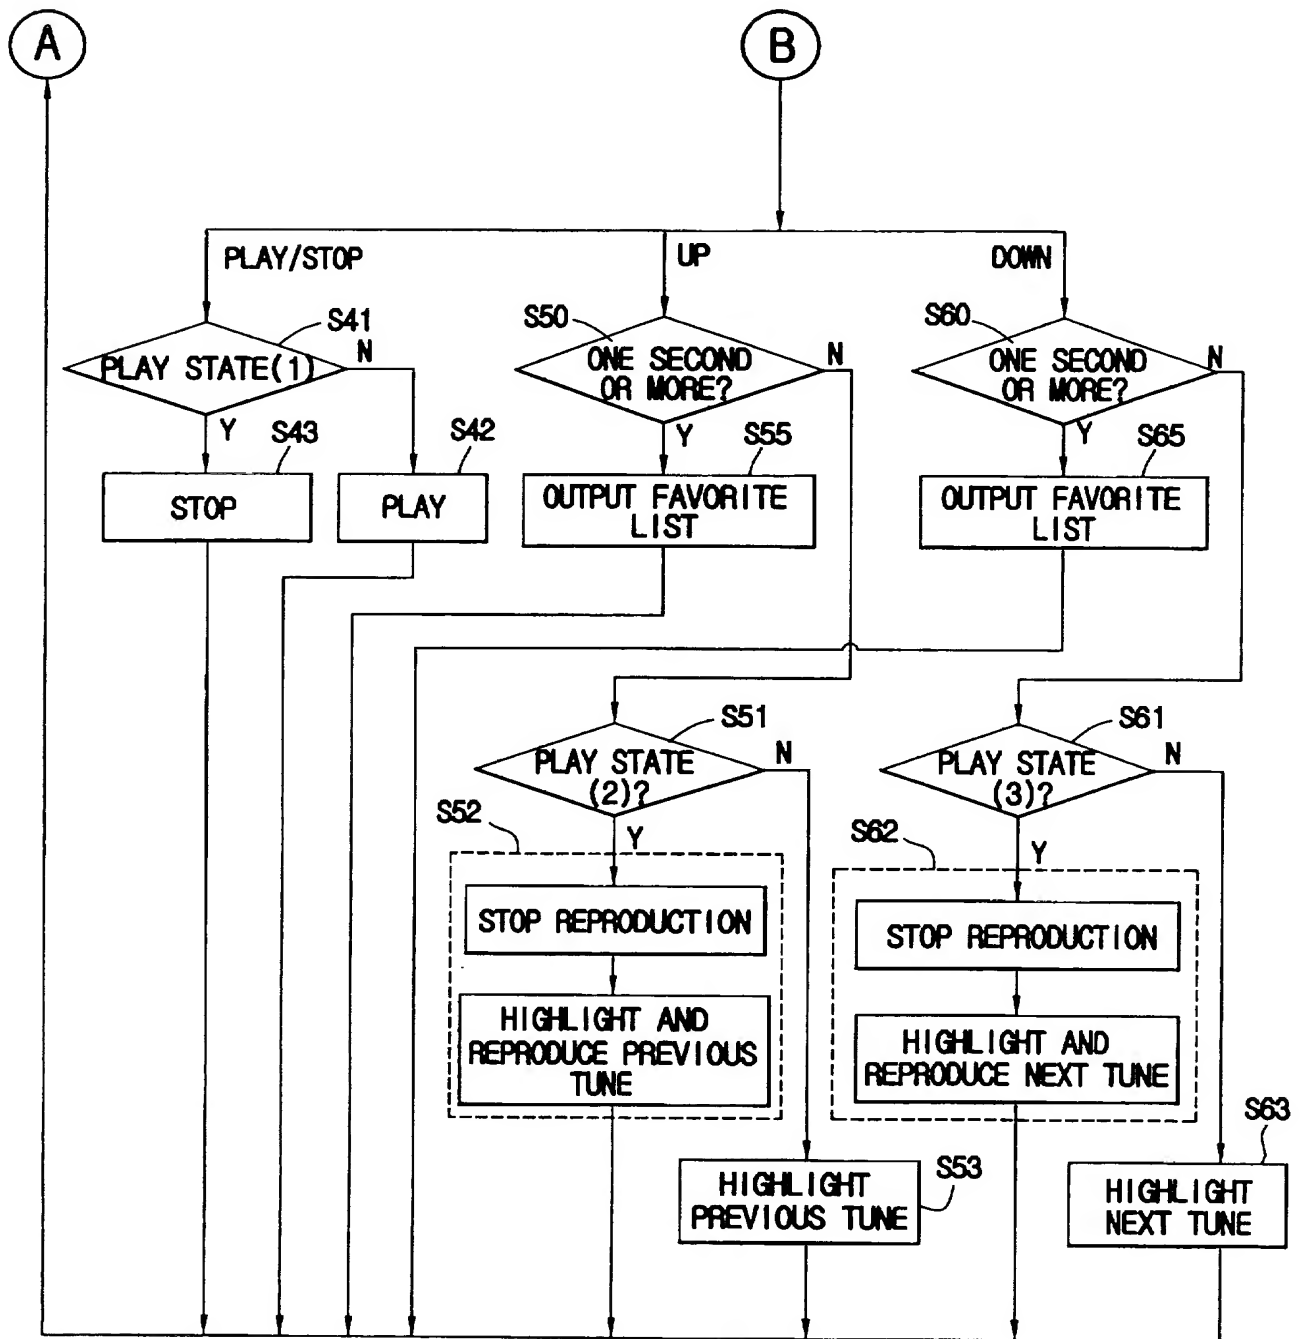 A
B
PLAY/STOP
UP
DOWN
S41
PLAY STATE(1)
N
Y
S50
ONE SECOND
OR MORE?
N
Y
S60
ONE SECOND
OR MORE?
N
Y
S43
STOP
S42
PLAY
S55
OUTPUT FAVORITE
LIST
S65
OUTPUT FAVORITE
LIST
S51
PLAY STATE
(2)?
N
Y
S61
PLAY STATE
(3)?
N
Y
S52
STOP REPRODUCTION
HIGHLIGHT AND
REPRODUCE PREVIOUS
TUNE
S62
STOP REPRODUCTION
HIGHLIGHT AND
REPRODUCE NEXT TUNE
S53
HIGHLIGHT
PREVIOUS TUNE
S63
HIGHLIGHT
NEXT TUNE